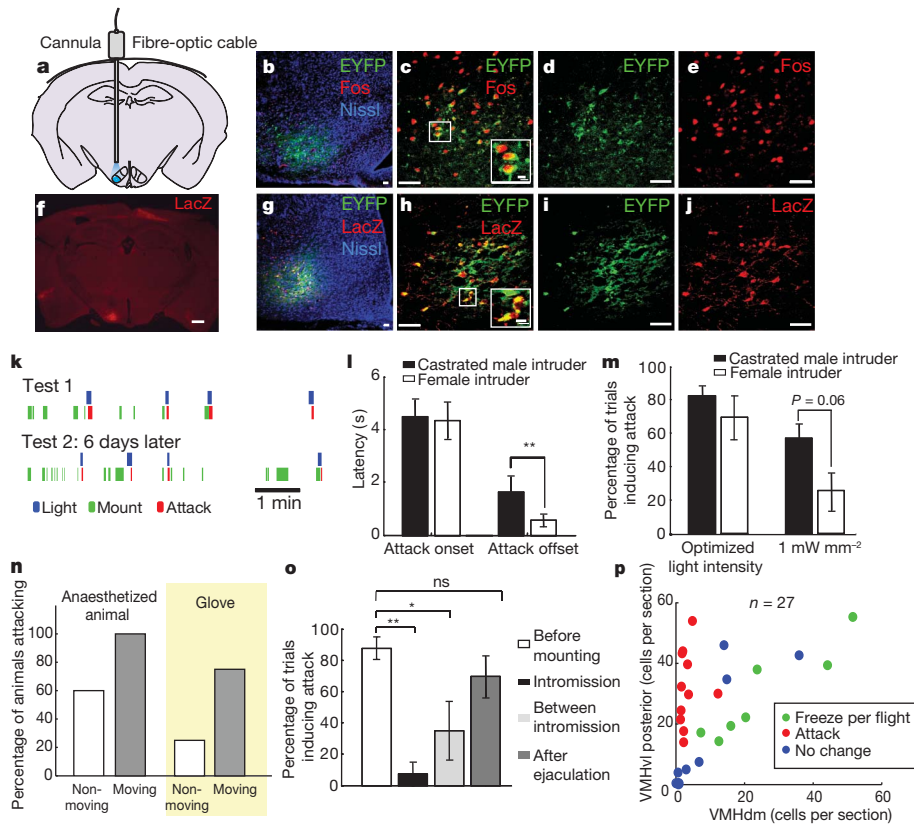 Cannula Fibre-optic cable
a
b EYFP
Fos
Nissl
c EYFP
Fos
d EYFP
e Fos
f LacZ
g EYFP
LacZ
Nissl
h EYFP
LacZ
i EYFP
j LacZ
k
Test 1
Test 2: 6 days later
1 min
Light Mount Attack
l
Castrated male intruder
Female intruder
Latency (s)
6
4
2
0
**
Attack onset Attack offset
m
Castrated male intruder
Female intruder
Percentage of trials
inducing attack
100
80
60
40
20
0
P = 0.06
Optimized
light intensity
1 mW mm⁻²
n
Percentage of animals attacking
Anaesthetized
animal
Glove
100
80
60
40
20
0
Non-
moving
Moving
Non-
moving
Moving
o
Percentage of trials
inducing attack
100
80
60
40
20
0
ns
*
**
Before
mounting
Intromission
Between
intromission
After
ejaculation
p
n = 27
VMHvl posterior (cells per section)
60
40
20
0
Freeze per flight
Attack
No change
0 20 40 60
VMHdm (cells per section)